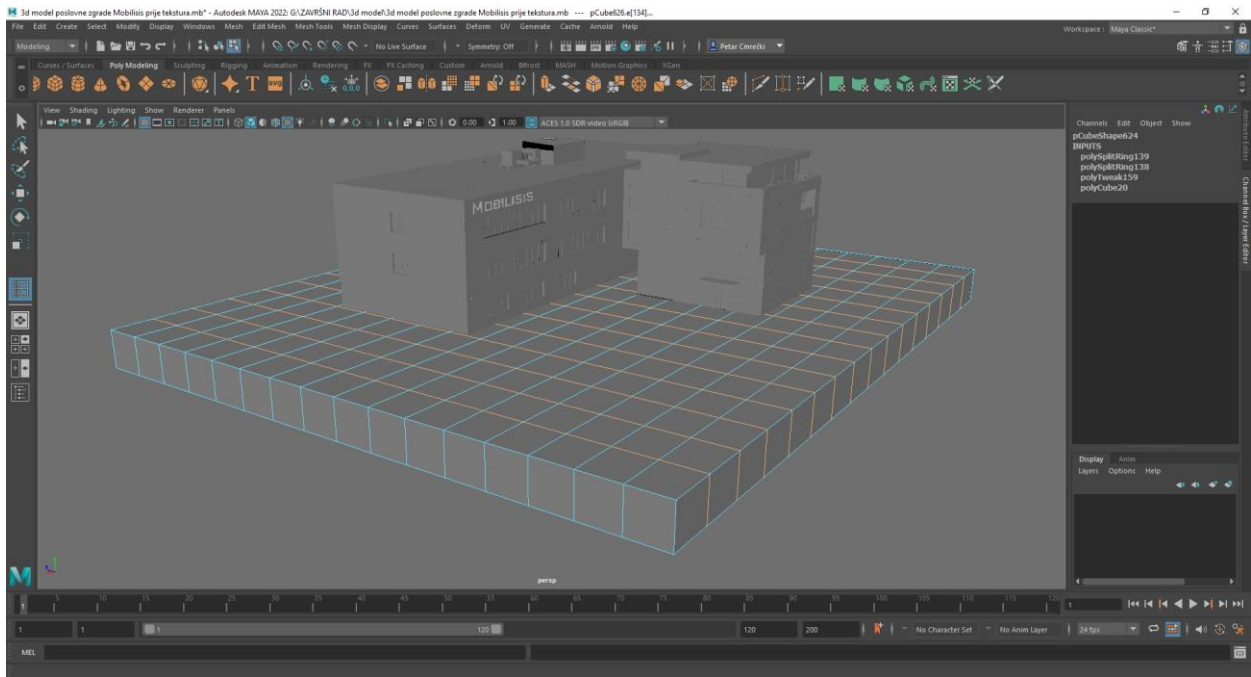 3d model poslovne zgrade Mobilisis prije tekstura.mb* - Autodesk MAYA 2022: G:\ZAVRŠNI RAD\3d model\3d model poslovne zgrade Mobilisis prije tekstura.mb --- pCube626.e[134]...
File Edit Create Select Modify Display Windows Mesh Edit Mesh Mesh Tools Mesh Display Curves Surfaces Deform UV Generate Cache Arnold Help
Workspace: Maya Classic*
Modeling No Live Surface Symmetry: Off Petar Cmrečki
Curves / Surfaces Poly Modeling Sculpting Rigging Animation Rendering FX FX Caching Custom Arnold Bifrost MASH Motion Graphics XGen
View Shading Lighting Show Renderer Panels
0.00 1.00 ACES 1.0 SDR-video (sRGB)
Channels Edit Object Show
pCubeShape624
INPUTS
polySplitRing139
polySplitRing138
polyTweak159
polyCube20
Attribute Editor
Channel Box / Layer Editor
MOBILISIS
Display Anim
Layers Options Help
persp
5 10 15 20 25 30 35 40 45 50 55 60 65 70 75 80 85 90 95 100 105 110 115 120
1 1
1 1 1 120 120 200 No Character Set No Anim Layer 24 fps
MEL